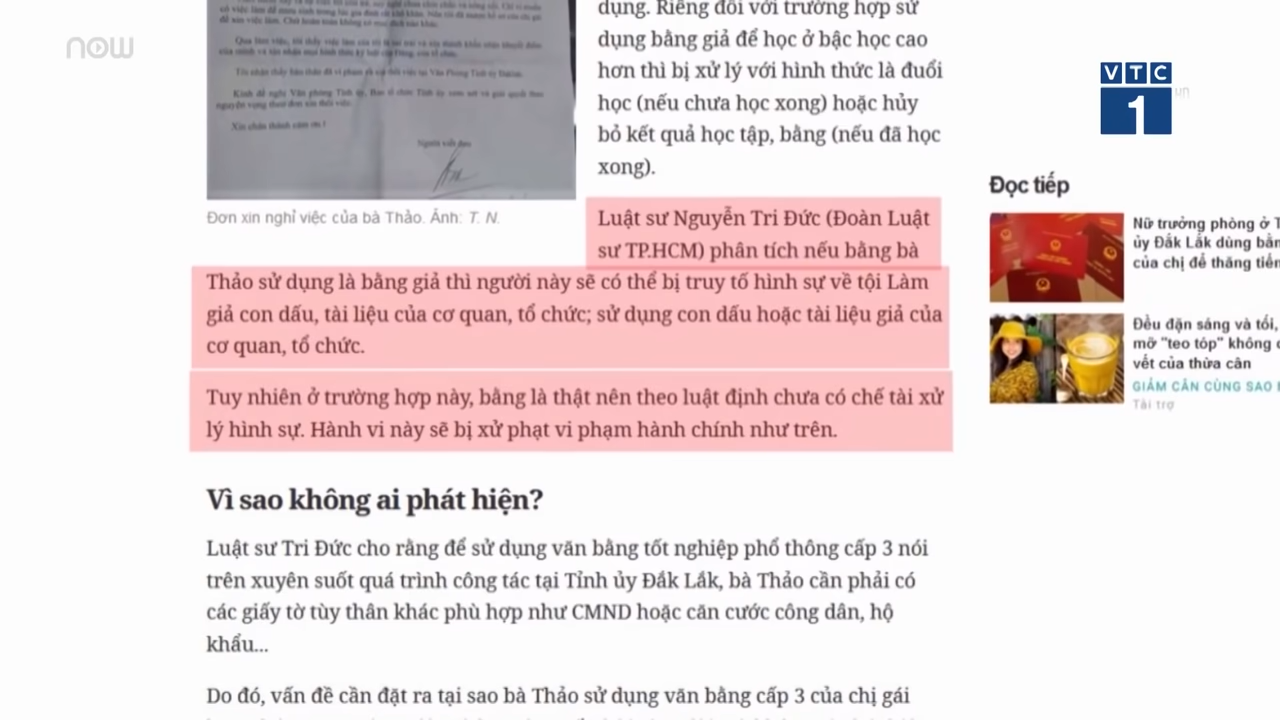 now
VTC
1
.vn
dụng. Riêng đối với trường hợp sử
dụng bằng giả để học ở bậc học cao
hơn thì bị xử lý với hình thức là đuổi
học (nếu chưa học xong) hoặc hủy
bỏ kết quả học tập, bằng (nếu đã học
xong).
Xin chân thành cám ơn !
Đơn xin nghỉ việc của bà Thảo. Ảnh: T. N.
Luật sư Nguyễn Tri Đức (Đoàn Luật
sư TP.HCM) phân tích nếu bằng bà
Thảo sử dụng là bằng giả thì người này sẽ có thể bị truy tố hình sự về tội Làm
giả con dấu, tài liệu của cơ quan, tổ chức; sử dụng con dấu hoặc tài liệu giả của
cơ quan, tổ chức.
Tuy nhiên ở trường hợp này, bằng là thật nên theo luật định chưa có chế tài xử
lý hình sự. Hành vi này sẽ bị xử phạt vi phạm hành chính như trên.
Vì sao không ai phát hiện?
Luật sư Tri Đức cho rằng để sử dụng văn bằng tốt nghiệp phổ thông cấp 3 nói
trên xuyên suốt quá trình công tác tại Tỉnh ủy Đắk Lắk, bà Thảo cần phải có
các giấy tờ tùy thân khác phù hợp như CMND hoặc căn cước công dân, hộ
khẩu...
Do đó, vấn đề cần đặt ra tại sao bà Thảo sử dụng văn bằng cấp 3 của chị gái
Đọc tiếp
Nữ trưởng phòng ở T
ủy Đắk Lắk dùng bằn
của chị để thăng tiến
Đều đặn sáng và tối,
mỡ "teo tóp" không c
vết của thừa cân
GIẢM CÂN CÙNG SAO
Tài trợ